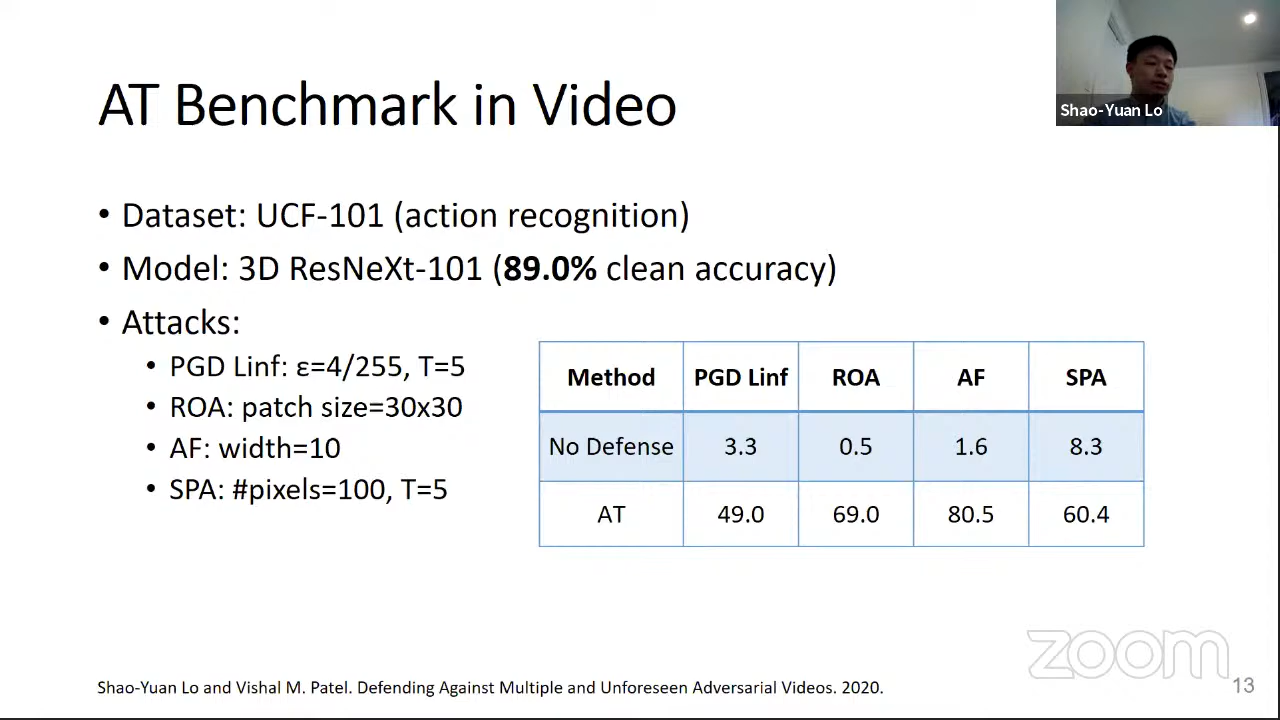 Shao-Yuan Lo
AT Benchmark in Video
• Dataset: UCF-101 (action recognition)
• Model: 3D ResNeXt-101 (89.0% clean accuracy)
• Attacks:
• PGD Linf: ε=4/255, T=5
• ROA: patch size=30x30
• AF: width=10
• SPA: #pixels=100, T=5
Method PGD Linf ROA AF SPA
No Defense 3.3 0.5 1.6 8.3
AT 49.0 69.0 80.5 60.4
zoom
Shao-Yuan Lo and Vishal M. Patel. Defending Against Multiple and Unforeseen Adversarial Videos. 2020.
13